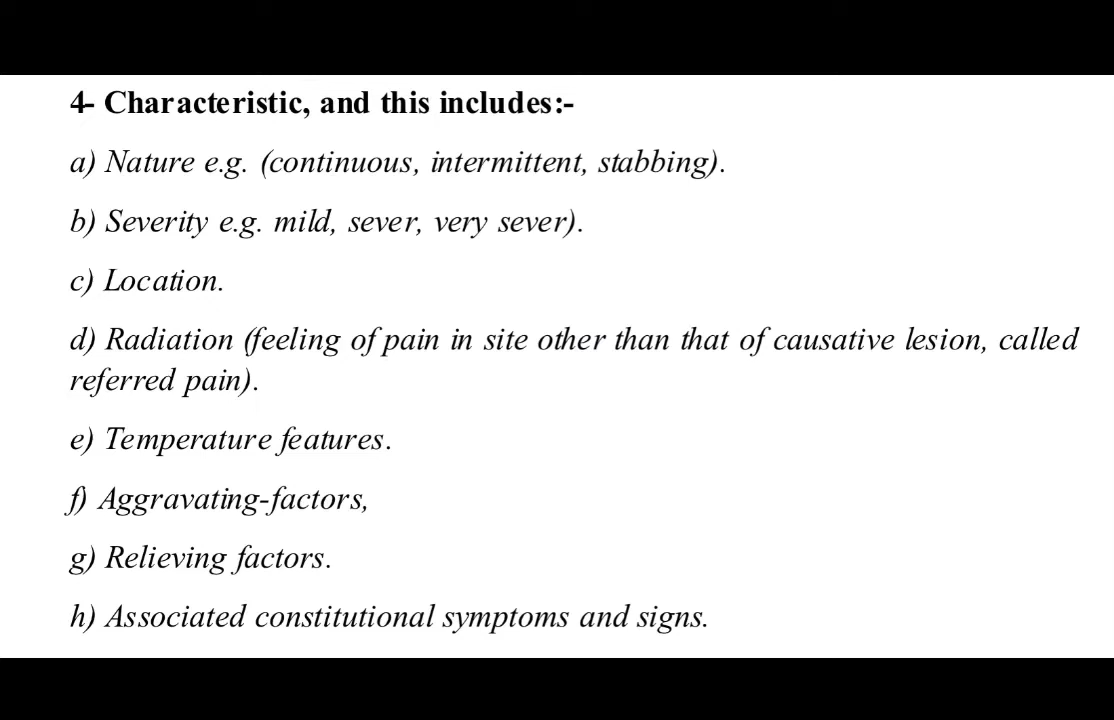 4- Characteristic, and this includes:-
a) Nature e.g. (continuous, intermittent, stabbing).
b) Severity e.g. mild, sever, very sever).
c) Location.
d) Radiation (feeling of pain in site other than that of causative lesion, called
referred pain).
e) Temperature features.
f) Aggravating-factors,
g) Relieving factors.
h) Associated constitutional symptoms and signs.